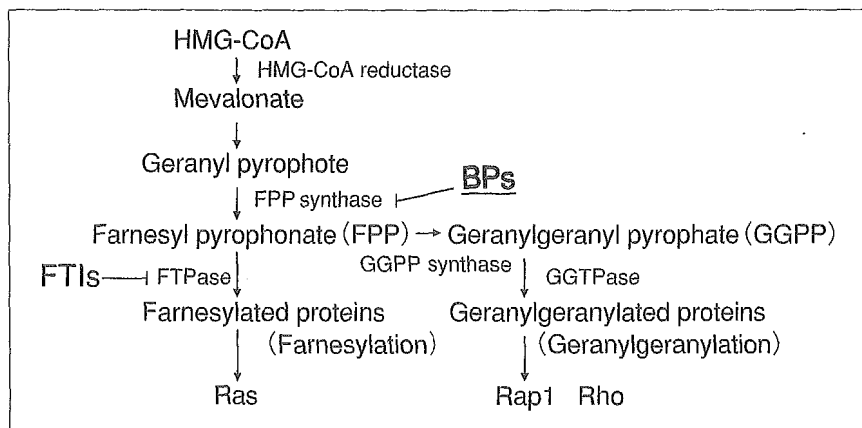 HMG-CoA
HMG-CoA reductase
Mevalonate
Geranyl pyrophote
FPP synthase
BPs
Farnesyl pyrophonate (FPP)
Geranylgeranyl pyrophate (GGPP)
GGPP synthase
FTIs
FTPase
GGTPase
Farnesylated proteins
Geranylgeranylated proteins
(Farnesylation)
(Geranylgeranylation)
Ras
Rap1 Rho